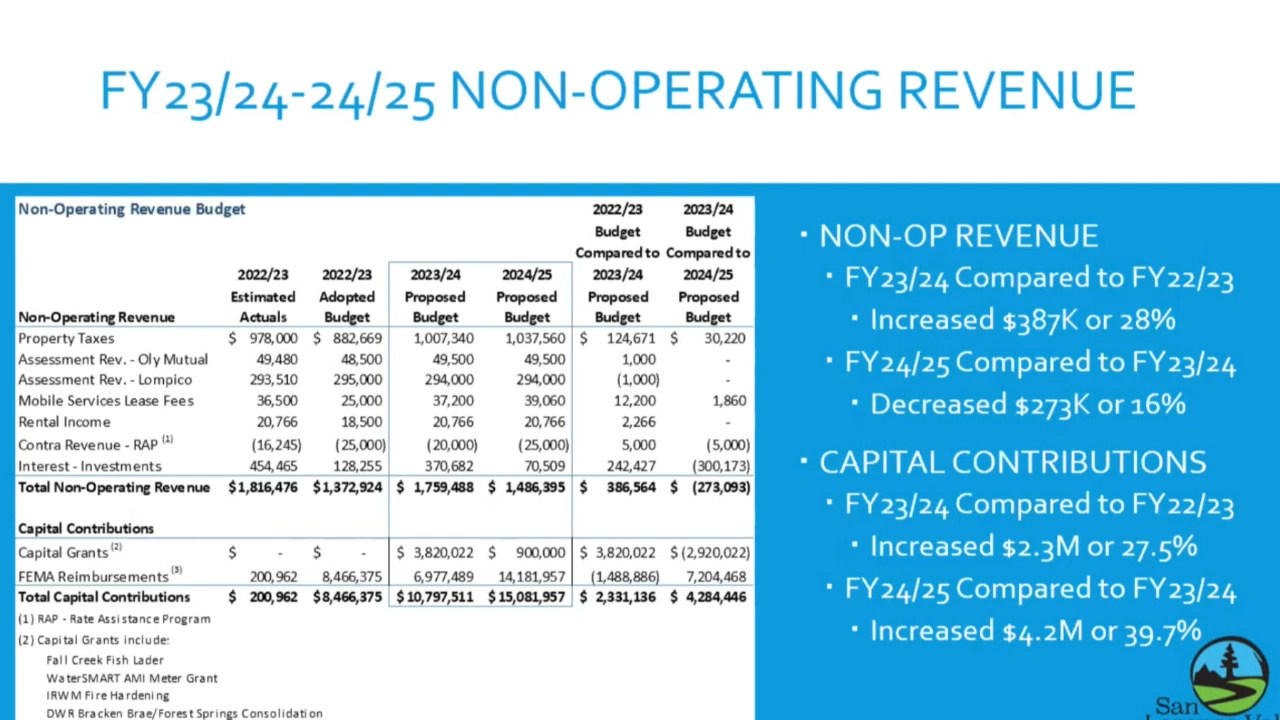 FY23/24-24/25 NON-OPERATING REVENUE
Non-Operating Revenue Budget 2022/23 2023/24
Budget Budget
Compared to Compared to
2022/23 2022/23 2023/24 2024/25 2023/24 2024/25
Estimated Adopted Proposed Proposed Proposed Proposed
Non-Operating Revenue Actuals Budget Budget Budget Budget Budget
Property Taxes $ 978,000 $ 882,669 1,007,340 1,037,560 $ 124,671 $ 30,220
Assessment Rev. - Oly Mutual 49,480 48,500 49,500 49,500 1,000 -
Assessment Rev. - Lompico 293,510 295,000 294,000 294,000 (1,000) -
Mobile Services Lease Fees 36,500 25,000 37,200 39,060 12,200 1,860
Rental Income 20,766 18,500 20,766 20,766 2,266 -
Contra Revenue - RAP (1) (16,245) (25,000) (20,000) (25,000) 5,000 (5,000)
Interest - Investments 454,465 128,255 370,682 70,509 242,427 (300,173)
Total Non-Operating Revenue $1,816,476 $1,372,924 $ 1,759,488 $ 1,486,395 $ 386,564 $ (273,093)
Capital Contributions
Capital Grants (2) $ - $ - $ 3,820,022 $ 900,000 $ 3,820,022 $ (2,920,022)
FEMA Reimbursements (3) 200,962 8,466,375 6,977,489 14,181,957 (1,488,886) 7,204,468
Total Capital Contributions $ 200,962 $8,466,375 $10,797,511 $15,081,957 $ 2,331,136 $ 4,284,446
(1) RAP - Rate Assistance Program
(2) Capital Grants include:
Fall Creek Fish Lader
WaterSMART AMI Meter Grant
IRWM Fire Hardening
DWR Bracken Brae/Forest Springs Consolidation
▪ NON-OP REVENUE
▪ FY23/24 Compared to FY22/23
▪ Increased $387K or 28%
▪ FY24/25 Compared to FY23/24
▪ Decreased $273K or 16%
▪ CAPITAL CONTRIBUTIONS
▪ FY23/24 Compared to FY22/23
▪ Increased $2.3M or 27.5%
▪ FY24/25 Compared to FY23/24
▪ Increased $4.2M or 39.7%
San